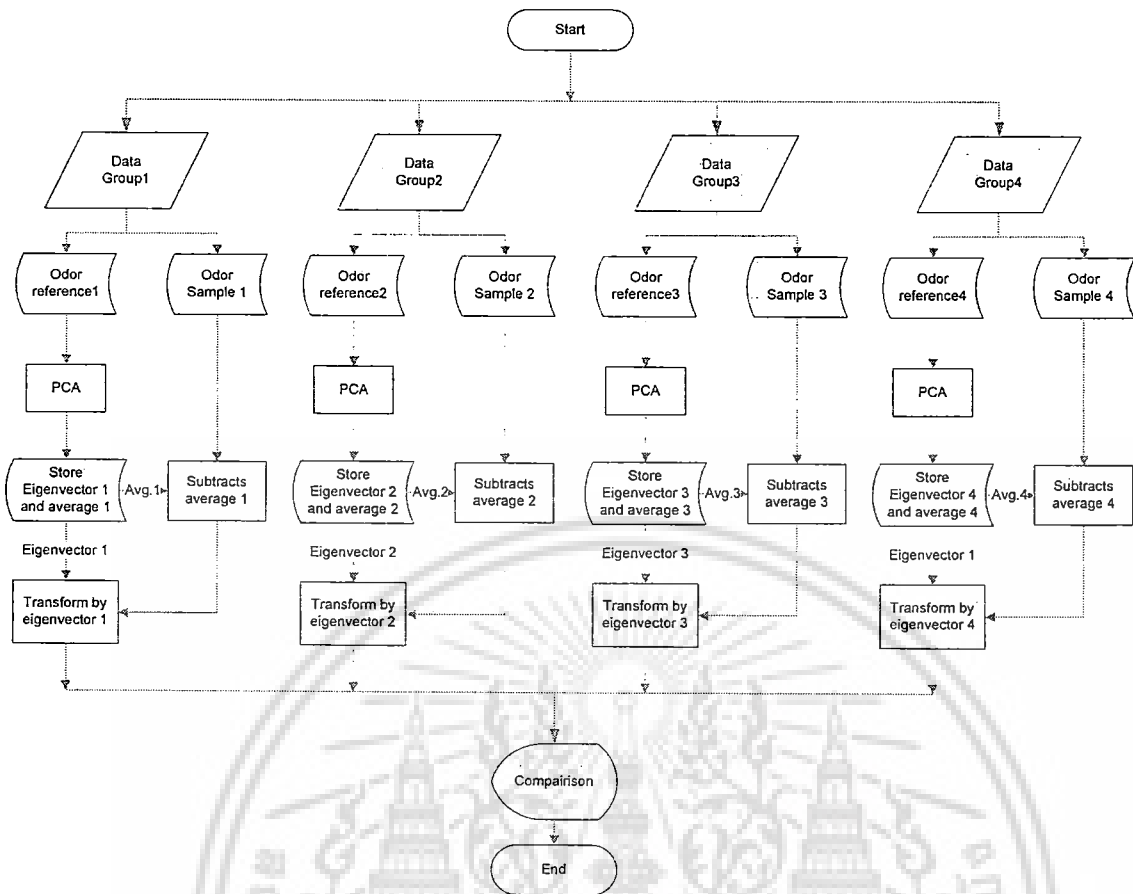 Start
Data
Group1
Data
Group2
Data
Group3
Data
Group4
Odor
reference1
Odor
Sample 1
Odor
reference2
Odor
Sample 2
Odor
reference3
Odor
Sample 3
Odor
reference4
Odor
Sample 4
PCA
PCA
PCA
PCA
Store
Eigenvector 1
and average 1
Avg.1
Subtracts
average 1
Store
Eigenvector 2
and average 2
Avg.2
Subtracts
average 2
Store
Eigenvector 3
and average 3
Avg.3
Subtracts
average 3
Store
Eigenvector 4
and average 4
Avg.4
Subtracts
average 4
Eigenvector 1
Eigenvector 2
Eigenvector 3
Eigenvector 1
Transform by
eigenvector 1
Transform by
eigenvector 2
Transform by
eigenvector 3
Transform by
eigenvector 4
Compairison
End